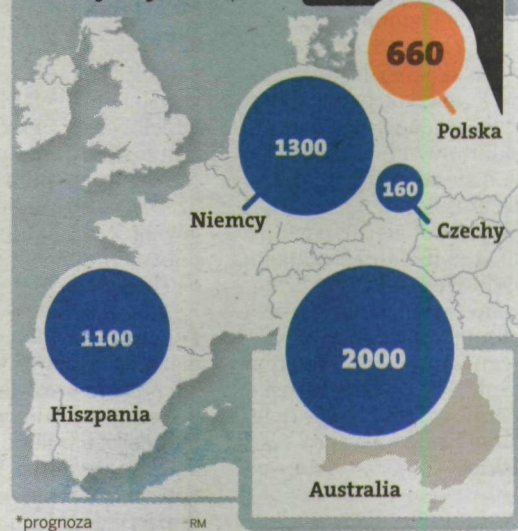 660
Polska
1300
Niemcy
160
Czechy
1100
Hiszpania
2000
Australia
*prognoza
RM